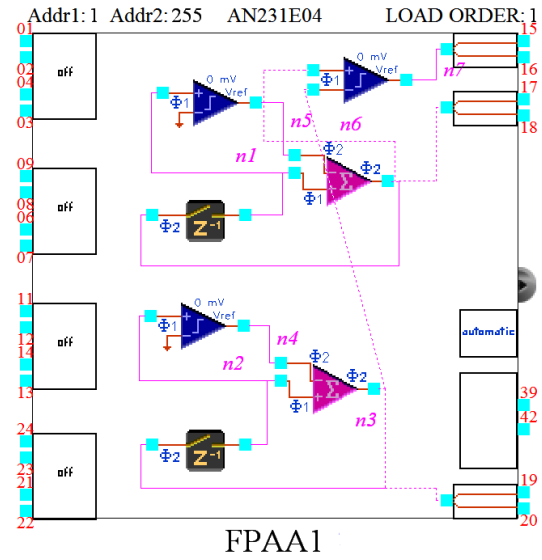 Addr1: 1 Addr2: 255 AN231E04 LOAD ORDER: 1
01
off
02
04
03
09
off
08
06
07
11
off
12
14
13
24
off
23
21
22
0 mV
Vref
Φ1
0 mV
Vref
Φ1
n5
n6
n7
n1
Φ2
Φ2
Φ1
Φ2
Z⁻¹
0 mV
Vref
Φ1
n4
n2
Φ2
Φ2
Φ1
n3
Φ2
Z⁻¹
15
16
17
18
automatic
39
42
19
20
FPAA1